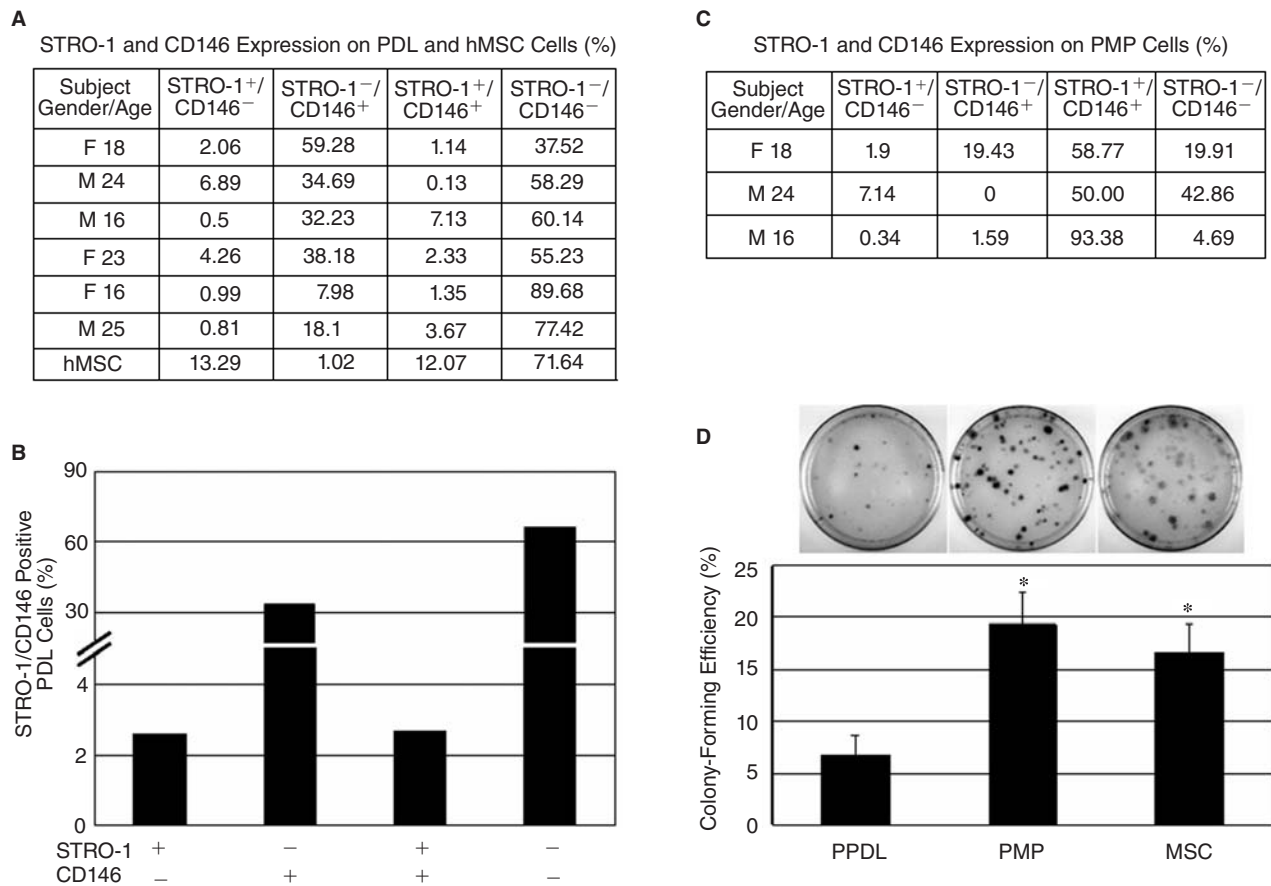 A
STRO-1 and CD146 Expression on PDL and hMSC Cells (%)
Subject Gender/Age STRO-1+/CD146− STRO-1−/CD146+ STRO-1+/CD146+ STRO-1−/CD146−
F 18 2.06 59.28 1.14 37.52
M 24 6.89 34.69 0.13 58.29
M 16 0.5 32.23 7.13 60.14
F 23 4.26 38.18 2.33 55.23
F 16 0.99 7.98 1.35 89.68
M 25 0.81 18.1 3.67 77.42
hMSC 13.29 1.02 12.07 71.64
C
STRO-1 and CD146 Expression on PMP Cells (%)
Subject Gender/Age STRO-1+/CD146− STRO-1−/CD146+ STRO-1+/CD146+ STRO-1−/CD146−
F 18 1.9 19.43 58.77 19.91
M 24 7.14 0 50.00 42.86
M 16 0.34 1.59 93.38 4.69
B
STRO-1/CD146 Positive
PDL Cells (%)
90
60
30
4
2
0
STRO-1 + − + −
CD146 − + + −
D
Colony-Forming Efficiency (%)
25
20
15
10
5
0
* *
PPDL PMP MSC